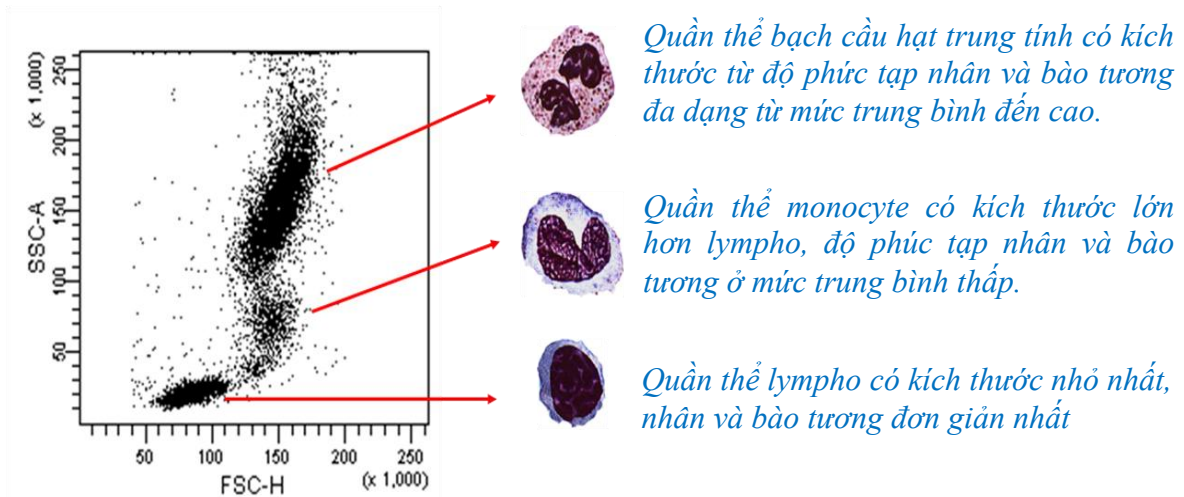 Quần thể bạch cầu hạt trung tính có kích
thước từ độ phức tạp nhân và bào tương
đa dạng từ mức trung bình đến cao.
Quần thể monocyte có kích thước lớn
hơn lympho, độ phúc tạp nhân và bào
tương ở mức trung bình thấp.
Quần thể lympho có kích thước nhỏ nhất,
nhân và bào tương đơn giản nhất
(x 1,000)
SSC-A
250
200
150
100
50
50 100 150 200 250
FSC-H
(x 1,000)